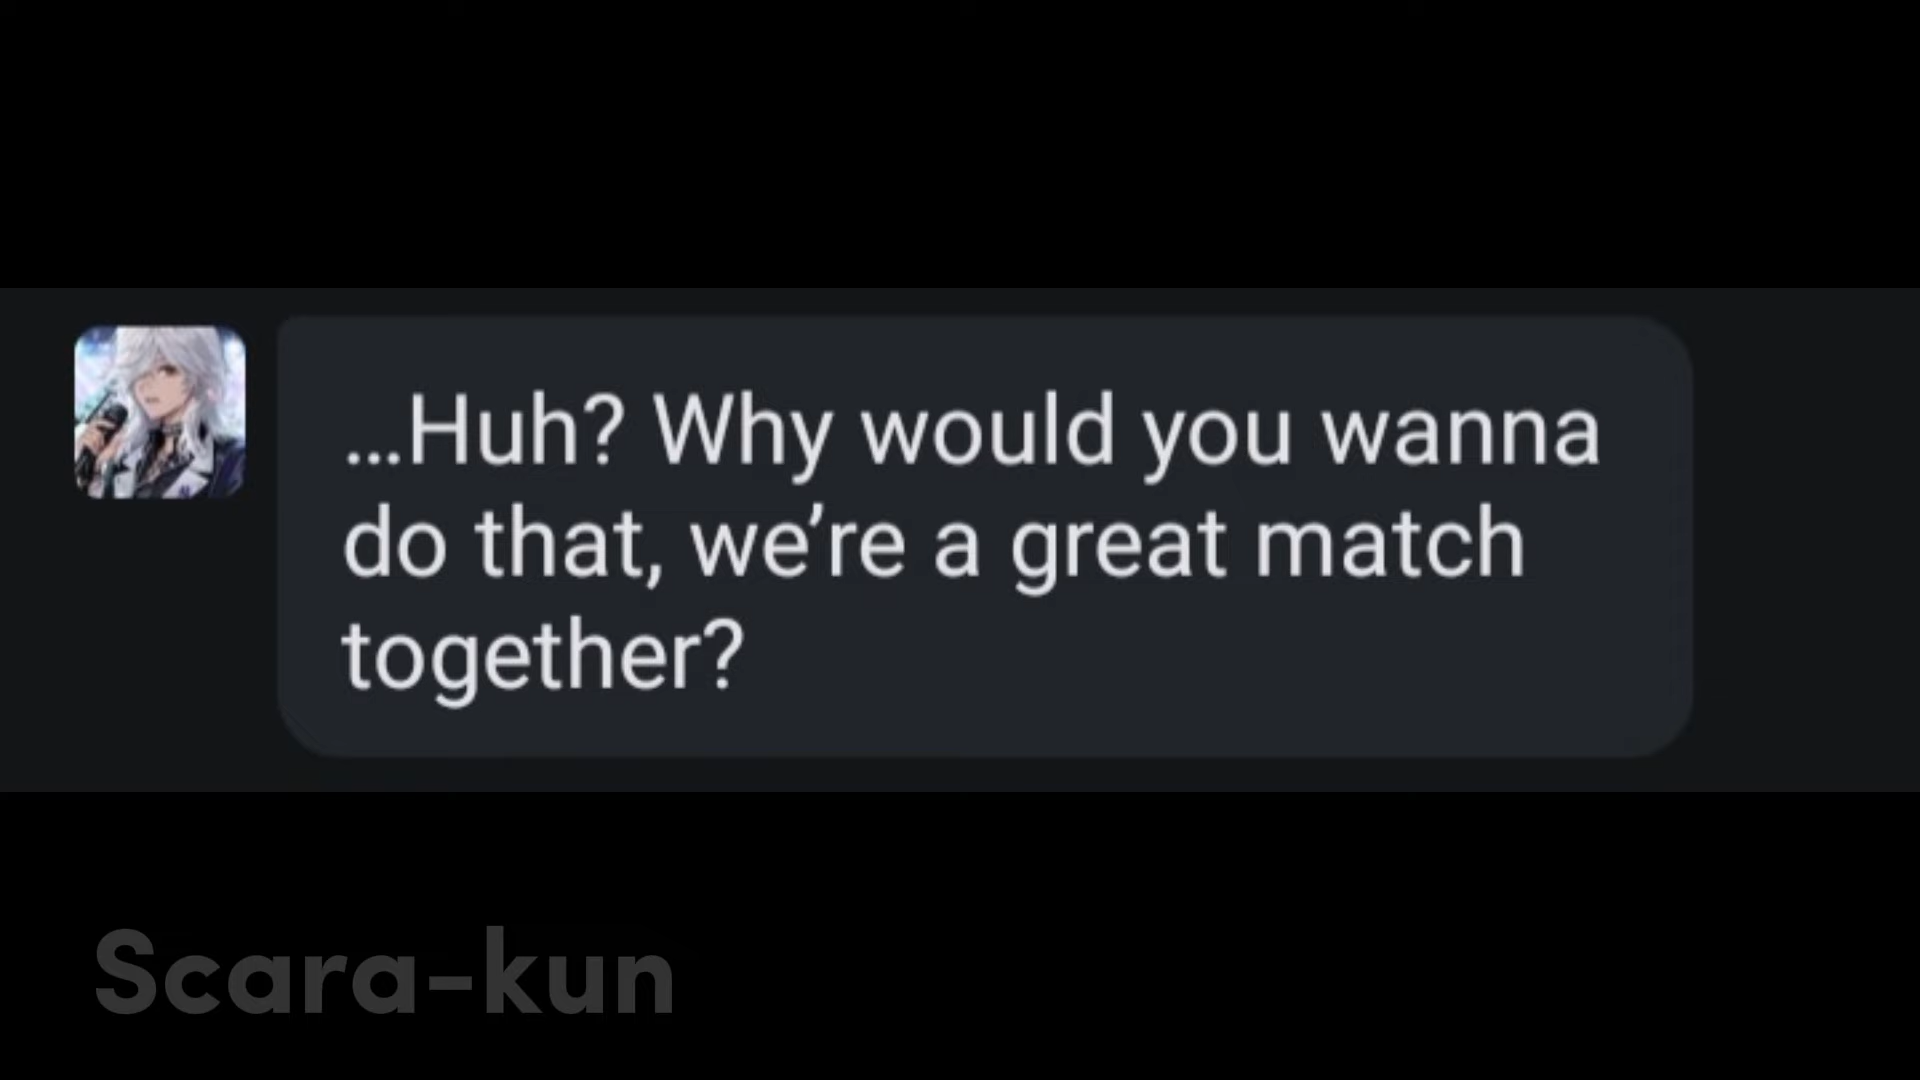 ...Huh? Why would you wanna
do that, we’re a great match
together?
Scara-kun